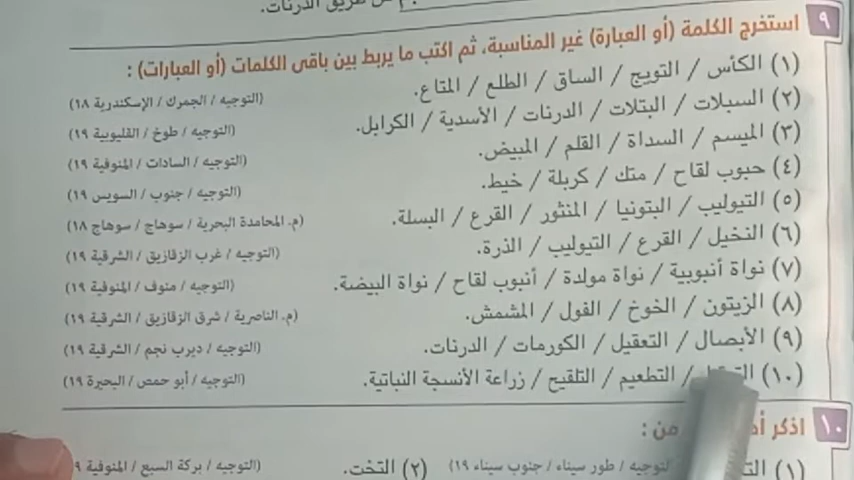 طريق الدرنات.
٩ استخرج الكلمة (أو العبارة) غير المناسبة، ثم اكتب ما يربط بين باقى الكلمات (أو العبارات) :
(١) الكأس / التويج / الساق / الطلع / المتاع. (التوجيه / الجمرك / الإسكندرية ١٨)
(٢) السبلات / البتلات / الدرنات / الأسدية / الكرابل. (التوجيه / طوخ / القليوبية ١٩)
(٣) الميسم / السداة / القلم / المبيض. (التوجيه / السادات / المنوفية ١٩)
(٤) حبوب لقاح / متك / كربلة / خيط. (التوجيه / جنوب / السويس ١٩)
(٥) التيوليب / البتونيا / المنثور / القرع / البسلة. (م. المحامدة البحرية / سوهاج / سوهاج ١٨)
(٦) النخيل / القرع / التيوليب / الذرة. (التوجيه / غرب الزقازيق / الشرقية ١٩)
(٧) نواة أنبوبية / نواة مولدة / أنبوب لقاح / نواة البيضة. (التوجيه / منوف / المنوفية ١٩)
(٨) الزيتون / الخوخ / الفول / المشمش. (م. الناصرية / شرق الزقازيق / الشرقية ١٩)
(٩) الأبصال / التعقيل / الكورمات / الدرنات. (التوجيه / ديرب نجم / الشرقية ١٩)
(١٠) / التطعيم / التلقيح / زراعة الأنسجة النباتية. (التوجيه / أبو حمص / البحيرة ١٩)
١٠ اذكر من :
(١) التوجيه / طور سيناء / جنوب سيناء ١٩) (٢) التخت. (التوجيه / بركة السبع / المنوفية